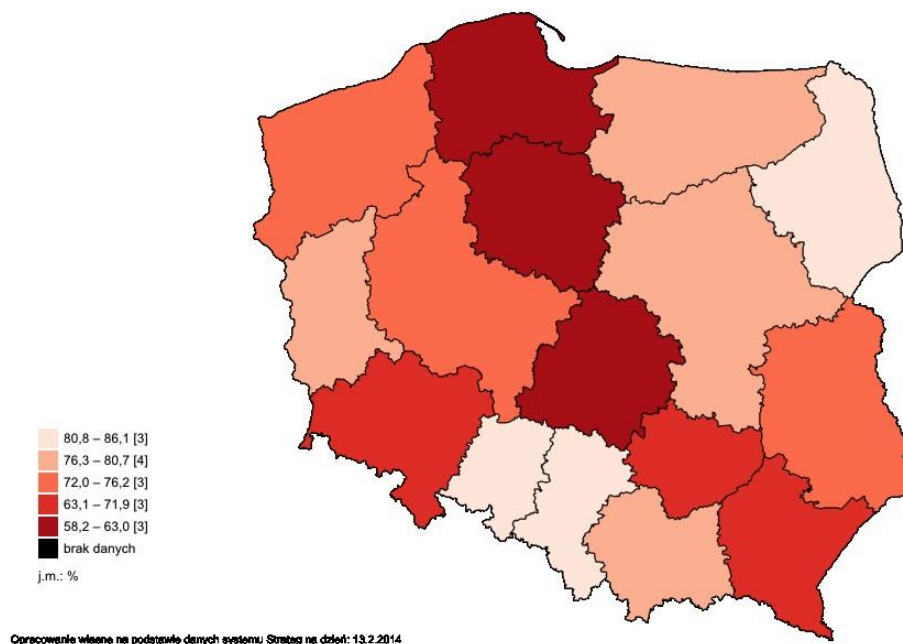 80,8 – 86,1 [3]
76,3 – 80,7 [4]
72,0 – 76,2 [3]
63,1 – 71,9 [3]
58,2 – 63,0 [3]
brak danych
j.m.: %
Opracowanie własne na podstawie danych systemu Strateg na dzień: 13.2.2014